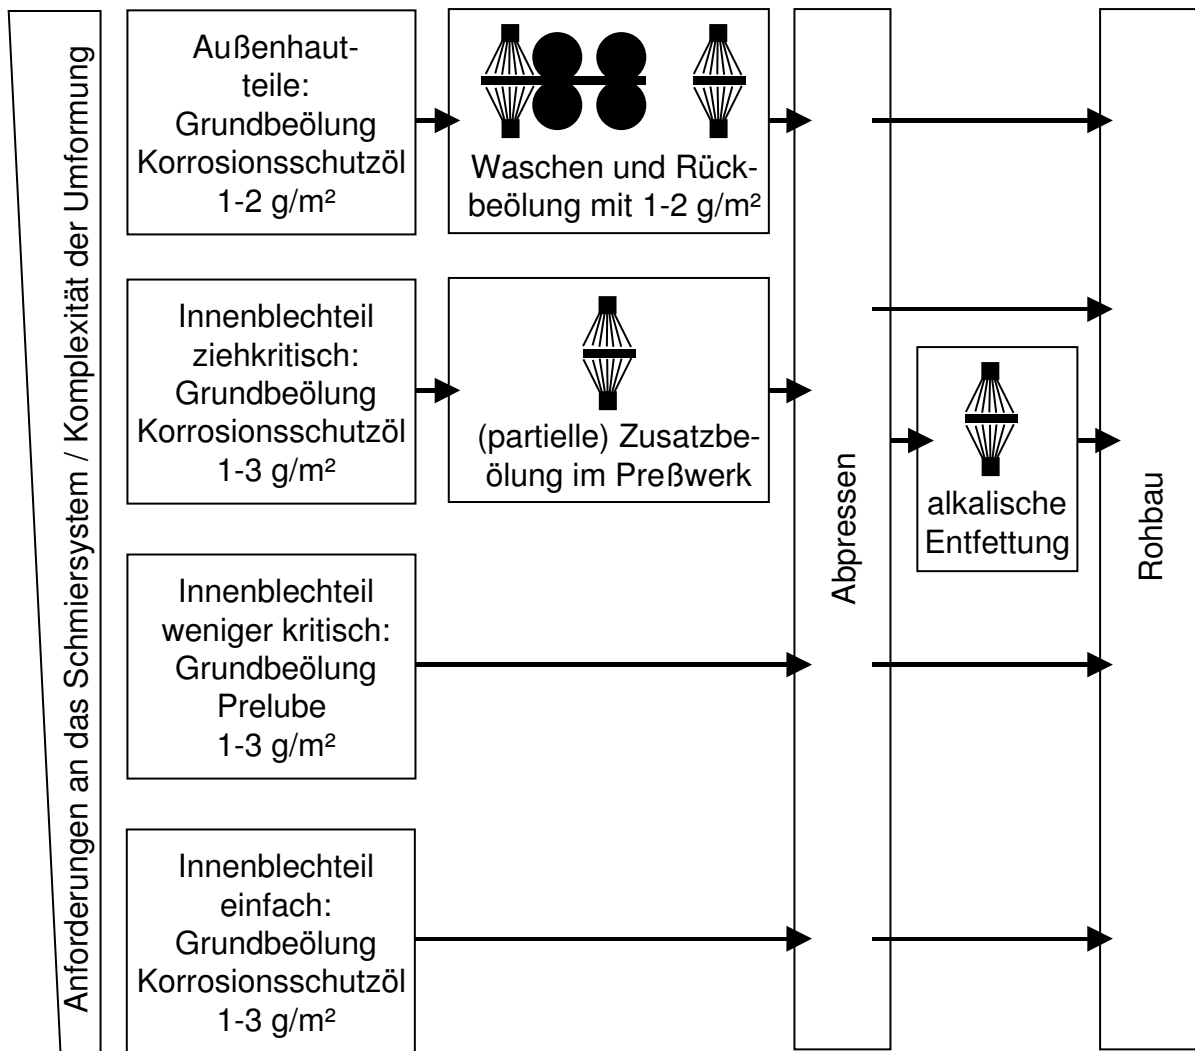 Anforderungen an das Schmiersystem / Komplexität der Umformung
Außenhaut-
teile:
Grundbeölung
Korrosionsschutzöl
1-2 g/m²
Waschen und Rück-
beölung mit 1-2 g/m²
Innenblechteil
ziehkritisch:
Grundbeölung
Korrosionsschutzöl
1-3 g/m²
(partielle) Zusatzbe-
ölung im Preßwerk
Innenblechteil
weniger kritisch:
Grundbeölung
Prelube
1-3 g/m²
Innenblechteil
einfach:
Grundbeölung
Korrosionsschutzöl
1-3 g/m²
Abpressen
alkalische
Entfettung
Rohbau